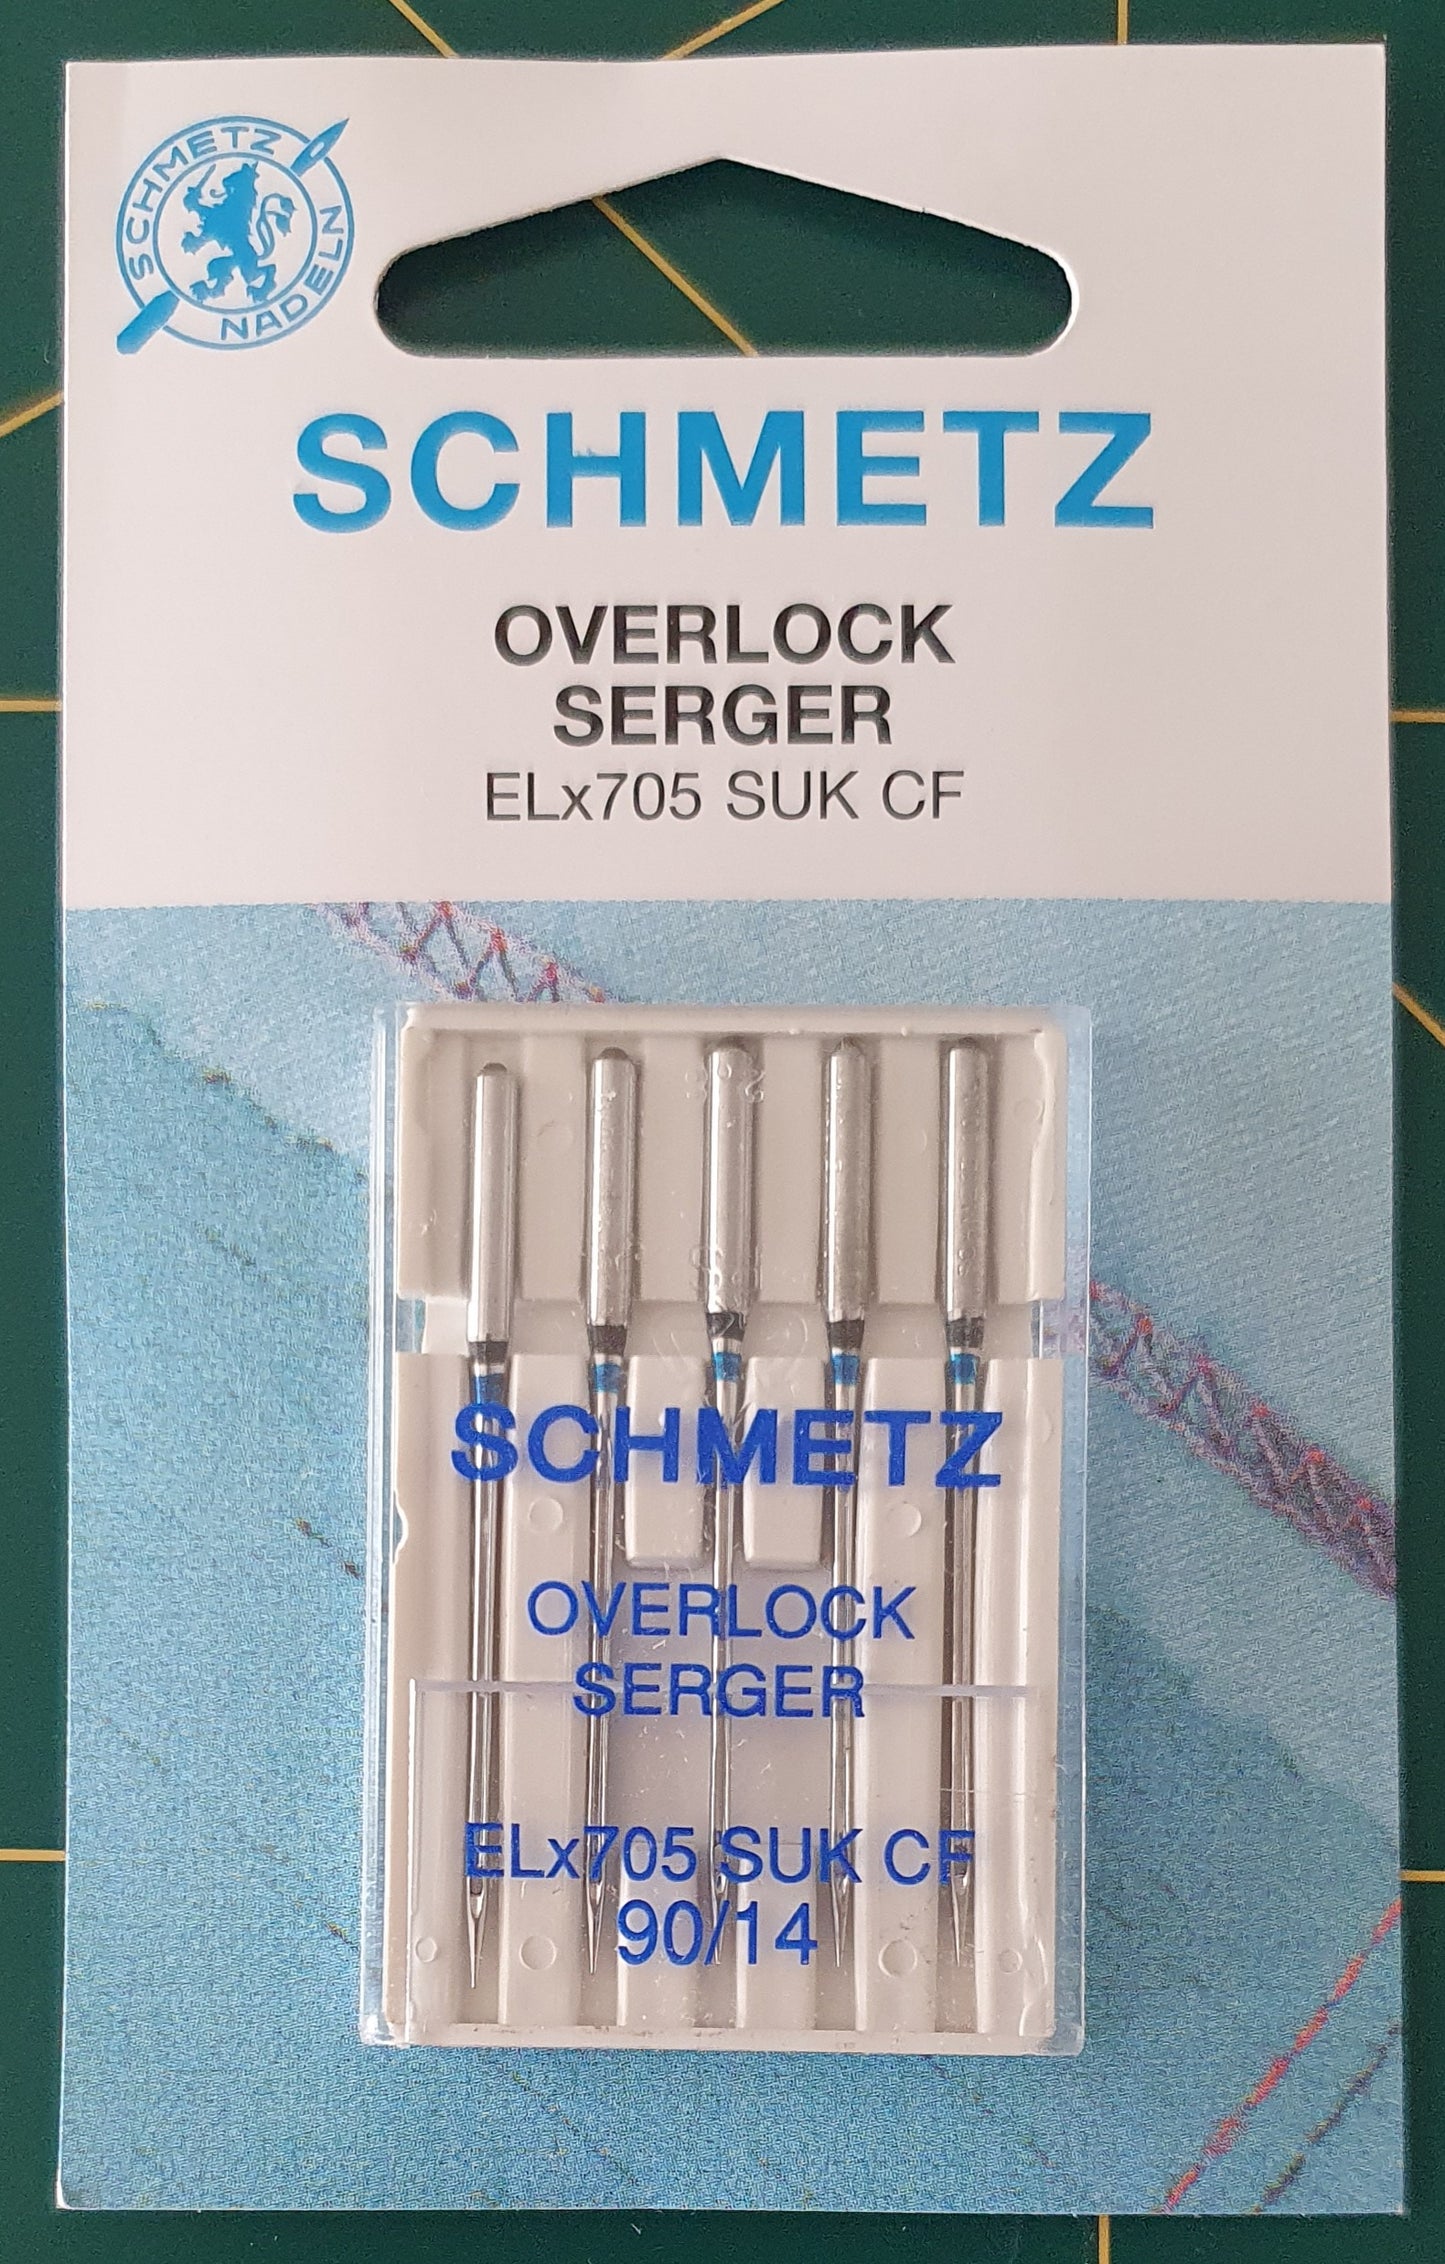 SCHMETZ
NADELN
SCHMETZ
OVERLOCK
SERGER
ELx705 SUK CF
SCHMETZ
OVERLOCK
SERGER
ELx705 SUK CF
90/14